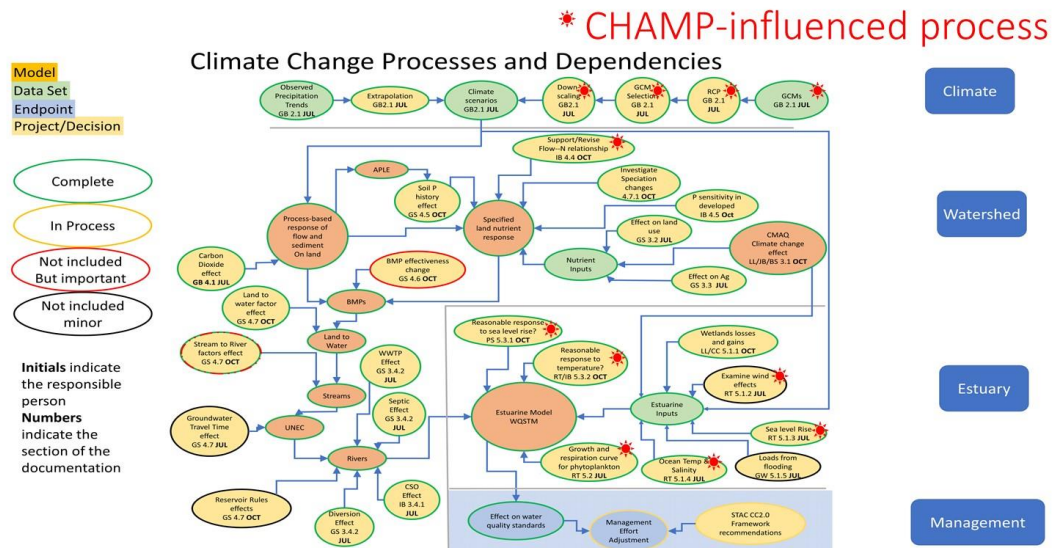 CHAMP-influenced process
Climate Change Processes and Dependencies
Model
Data Set
Endpoint
Project/Decision
Complete
In Process
Not included
But important
Not included
minor
Initials indicate
the responsible
person
Numbers
indicate the
section of the
documentation
Observed
Precipitation
Trends
GB 2.1 JUL
Extrapolation
GB2.1 JUL
Climate
scenarios
GB2.1 JUL
Down
scaling
GB2.1
JUL
GCM
Selection
GB 2.1
JUL
RCP
GB 2.1
JUL
GCMs
GB 2.1 JUL
Climate
Support/Revise
Flow--N relationship
IB 4.4 OCT
APLE
Soil P
history
effect
GS 4.5 OCT
Investigate
Speciation
changes
4.7.1 OCT
P sensitivity in
developed
IB 4.5 Oct
Process-based
response of
flow and
sediment
On land
Specified
land nutrient
response
Effect on land
use
GS 3.2 JUL
CMAQ
Climate change
effect
LL/JB/BS 3.1 OCT
Watershed
Nutrient
Inputs
Carbon
Dioxide
effect
GB 4.1 JUL
BMP effectiveness
change
GS 4.6 OCT
Effect on Ag
GS 3.3 JUL
BMPs
Land to
water factor
effect
GS 4.7 OCT
Land to
Water
Stream to River
factors effect
GS 4.7 OCT
WWTP
Effect
GS 3.4.2
JUL
Streams
Septic
Effect
GS 3.4.2
JUL
Groundwater
Travel Time
effect
GS 4.7 JUL
UNEC
Rivers
Reservoir Rules
effects
GS 4.7 OCT
Diversion
Effect
GS 3.4.2
JUL
CSO
Effect
IB 3.4.1
JUL
Reasonable response
to sea level rise?
PS 5.3.1 OCT
Reasonable
response to
temperature?
RT/IB 5.3.2 OCT
Wetlands losses
and gains
LL/CC 5.1.1 OCT
Examine wind
effects
RT 5.1.2 JUL
Estuary
Estuarine Model
WQSTM
Estuarine
Inputs
Sea level Rise
RT 5.1.3 JUL
Growth and
respiration curve
for phytoplankton
RT 5.2 JUL
Ocean Temp &
Salinity
RT 5.1.4 JUL
Loads from
flooding
GW 5.1.5 JUL
Effect on water
quality standards
Management
Effort
Adjustment
STAC CC2.0
Framework
recommendations
Management